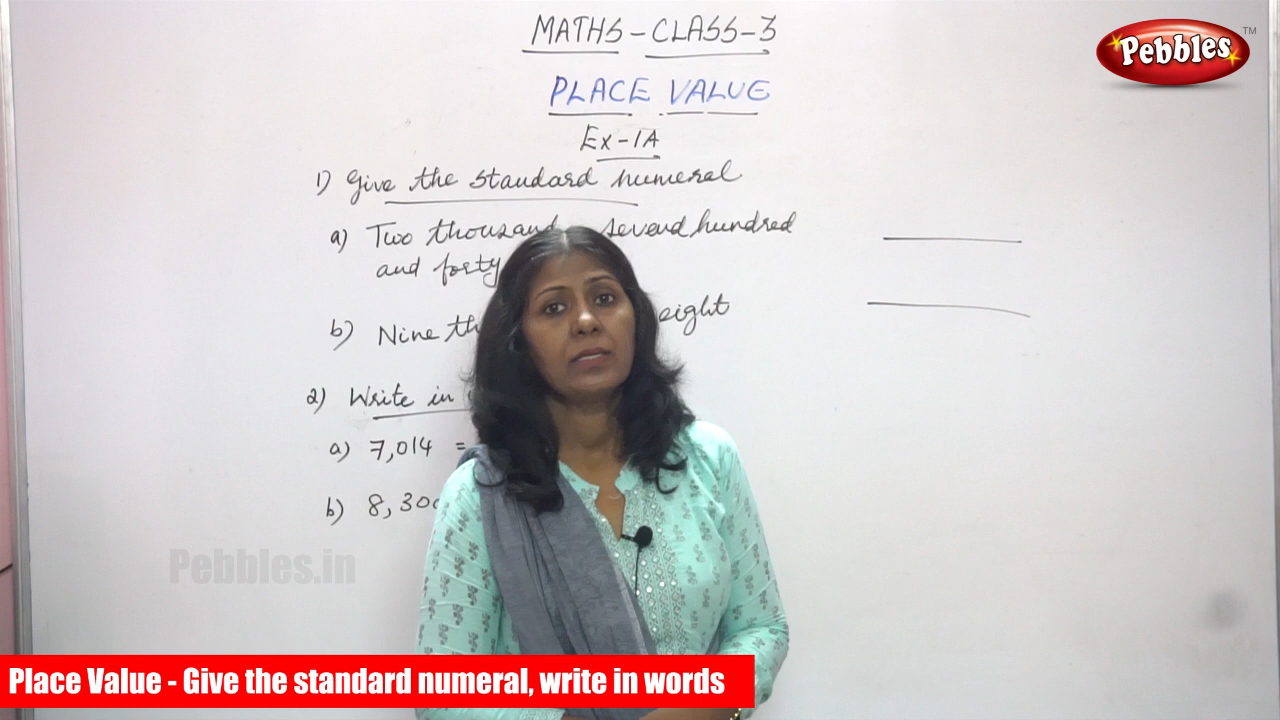 MATHS - CLASS - 3
Pebbles TM
PLACE VALUE
Ex - 1A
1) Give the standard numeral
a) Two thousand seven hundred
and forty
b) Nine eight
2) Write in
a) 7,014 =
b) 8,30
Pebbles.in
Place Value - Give the standard numeral, write in words